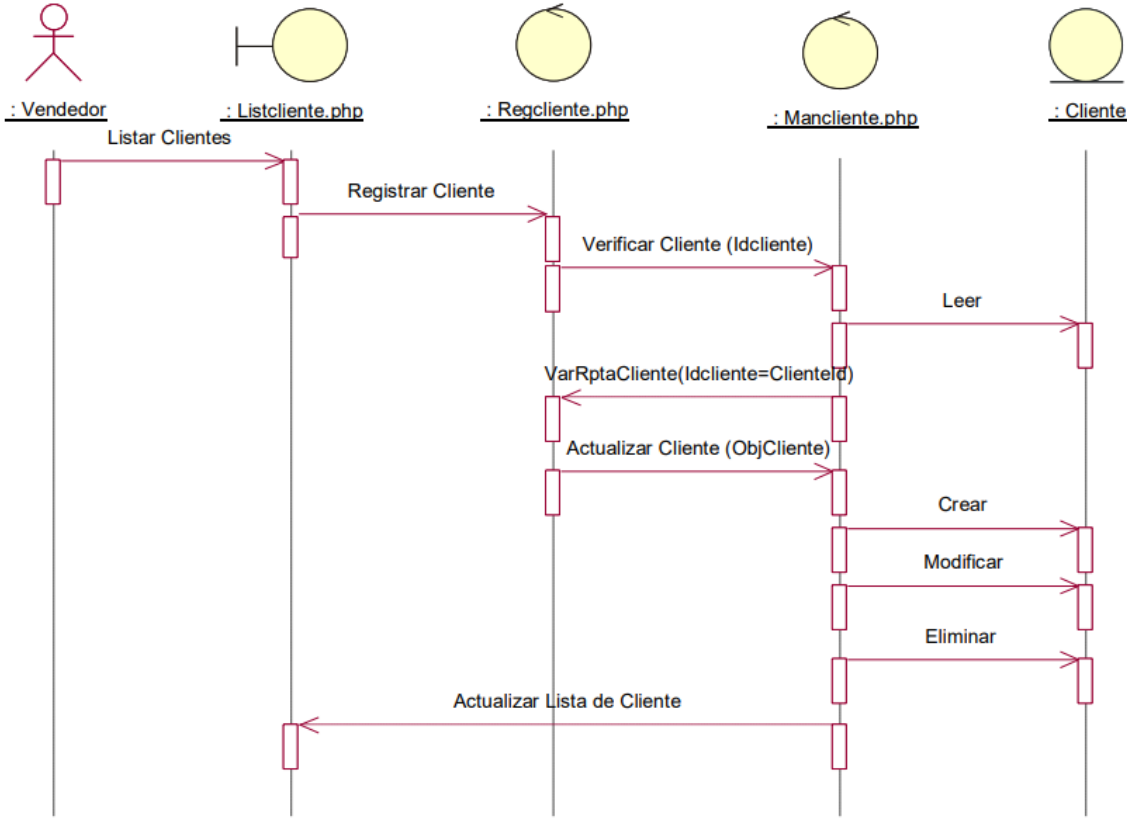 : Vendedor
: Listcliente.php
: Regcliente.php
: Mancliente.php
: Cliente
Listar Clientes
Registrar Cliente
Verificar Cliente (Idcliente)
Leer
VarRptaCliente(Idcliente=ClienteId)
Actualizar Cliente (ObjCliente)
Crear
Modificar
Eliminar
Actualizar Lista de Cliente